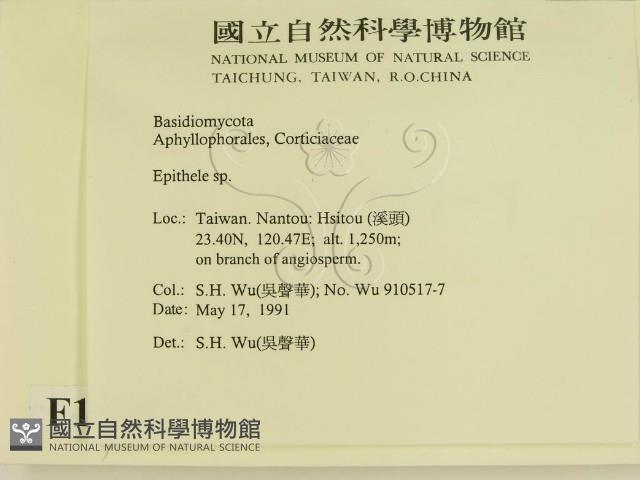 國立自然科學博物館
NATIONAL MUSEUM OF NATURAL SCIENCE
TAICHUNG, TAIWAN, R.O.CHINA
Basidiomycota
Aphyllophorales, Corticiaceae
Epithele sp.
Loc.: Taiwan. Nantou: Hsitou (溪頭)
23.40N, 120.47E; alt. 1,250m;
on branch of angiosperm.
Col.: S.H. Wu(吳聲華); No. Wu 910517-7
Date: May 17, 1991
Det.: S.H. Wu(吳聲華)
F1
國立自然科學博物館
NATIONAL MUSEUM OF NATURAL SCIENCE